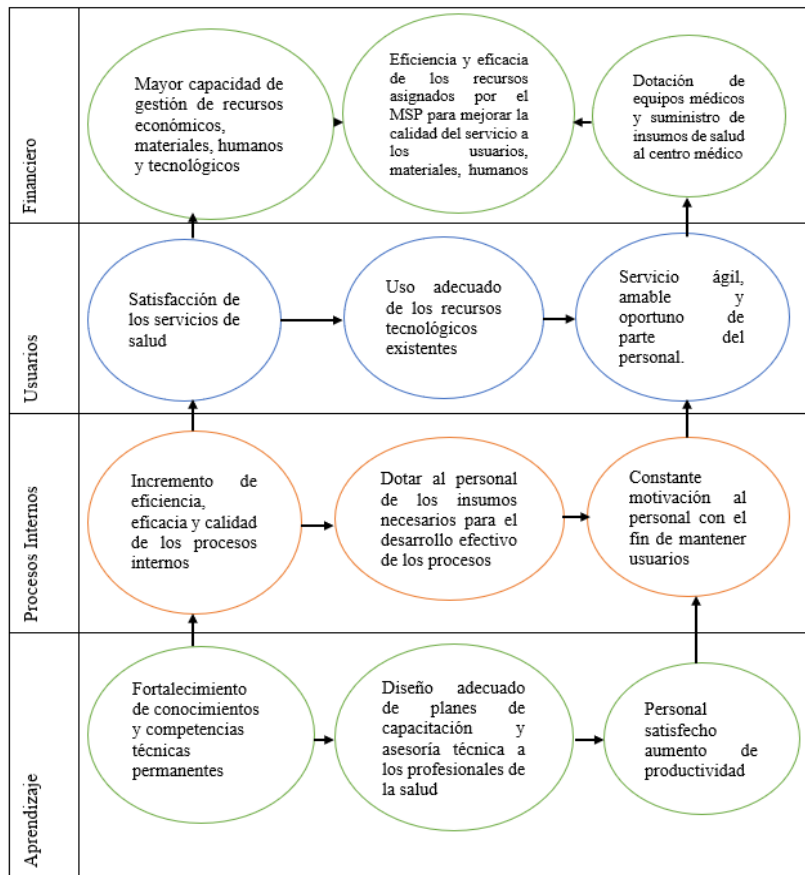 Financiero
Mayor capacidad de
gestión de recursos
económicos,
materiales, humanos
y tecnológicos
Eficiencia y eficacia
de los recursos
asignados por el
MSP para mejorar la
calidad del servicio a
los usuarios,
materiales, humanos
Dotación de
equipos médicos
y suministro de
insumos de salud
al centro médico
Usuarios
Satisfacción de
los servicios de
salud
Uso adecuado
de los recursos
tecnológicos
existentes
Servicio ágil,
amable y
oportuno de
parte del
personal.
Procesos Internos
Incremento de
eficiencia,
eficacia y calidad
de los procesos
internos
Dotar al personal
de los insumos
necesarios para el
desarrollo efectivo
de los procesos
Constante
motivación al
personal con el
fin de mantener
usuarios
Aprendizaje
Fortalecimiento
de conocimientos
y competencias
técnicas
permanentes
Diseño adecuado
de planes de
capacitación y
asesoría técnica a
los profesionales de
la salud
Personal
satisfecho
aumento de
productividad